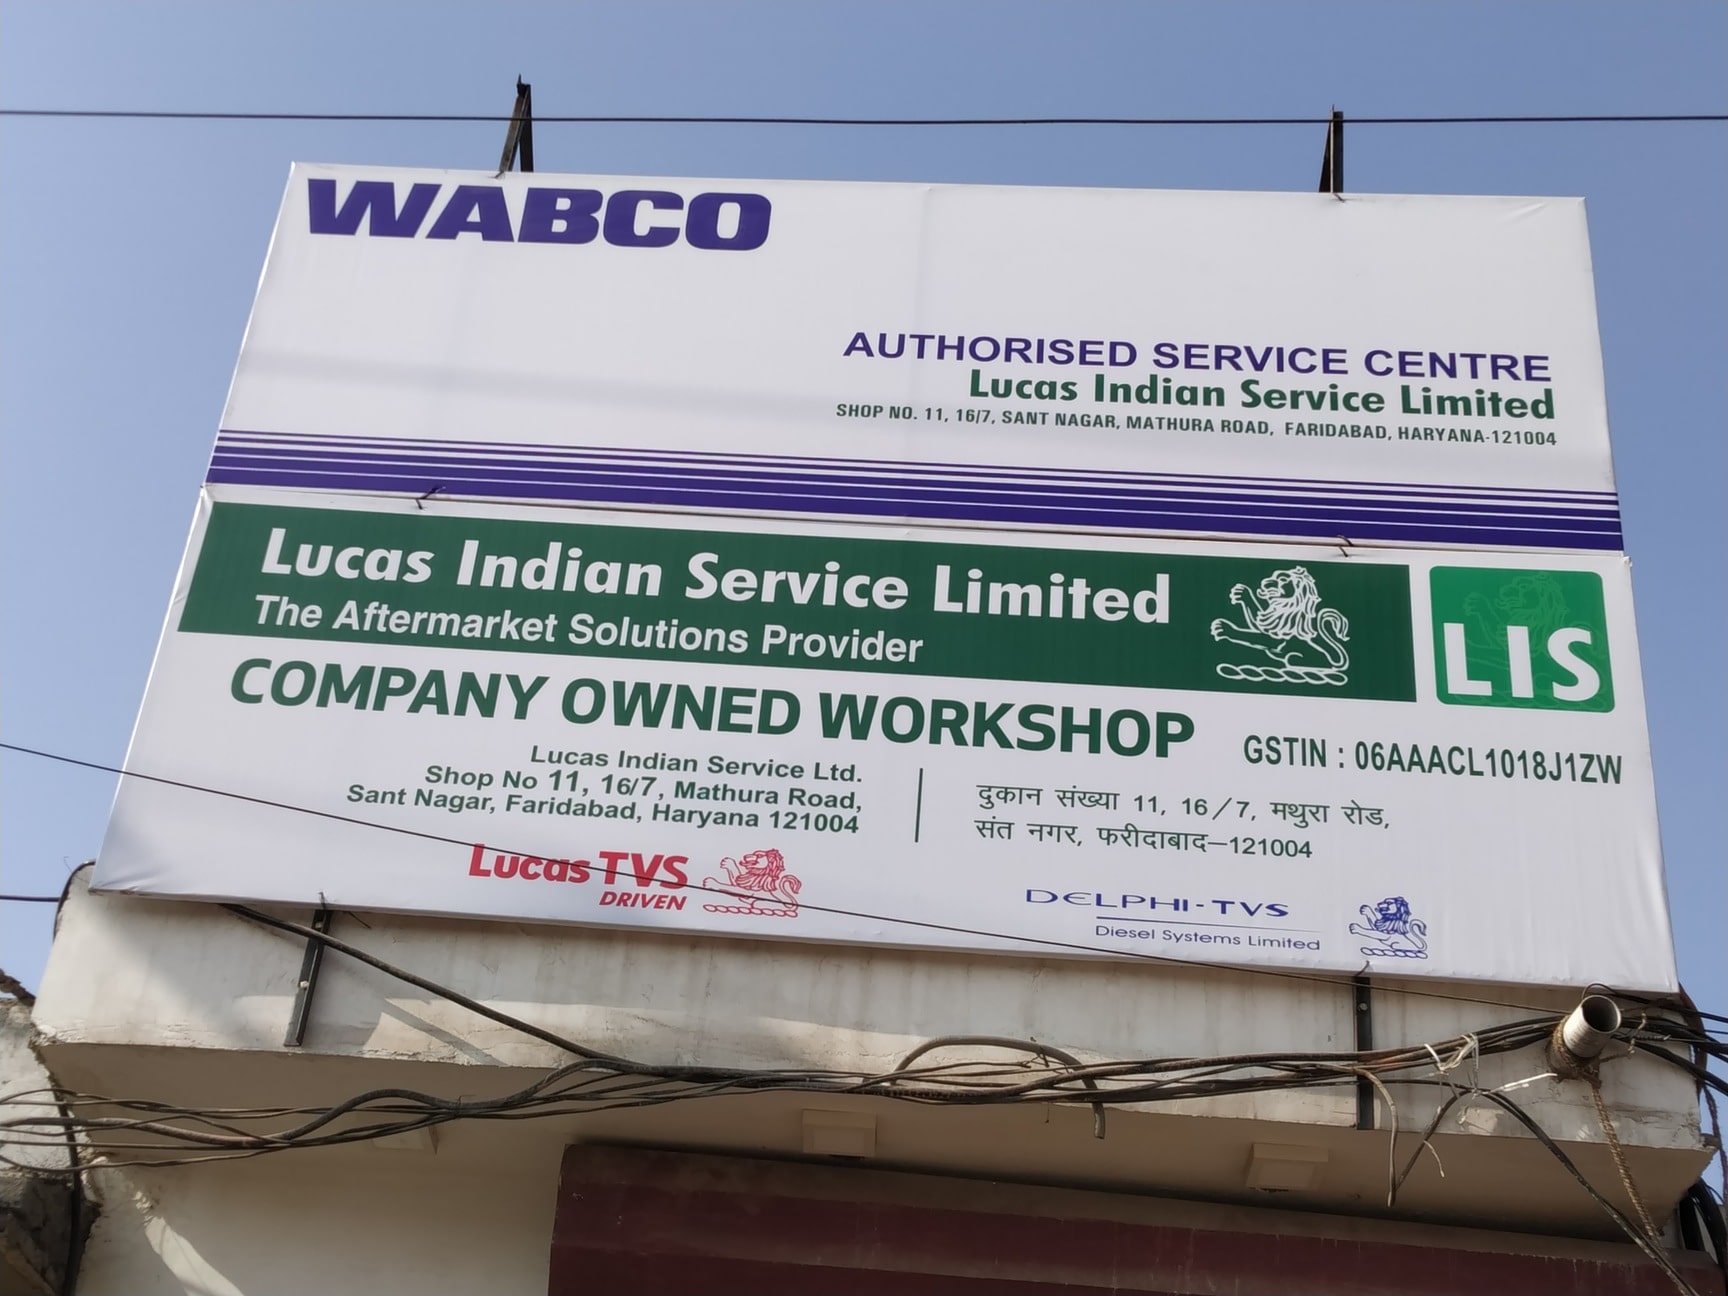 WABCO
AUTHORISED SERVICE CENTRE
Lucas Indian Service Limited
SHOP NO. 11, 16/7, SANT NAGAR, MATHURA ROAD, FARIDABAD, HARYANA-121004
Lucas Indian Service Limited
The Aftermarket Solutions Provider
LIS
COMPANY OWNED WORKSHOP
GSTIN : 06AAACL1018J1ZW
Lucas Indian Service Ltd.
Shop No 11, 16/7, Mathura Road,
Sant Nagar, Faridabad, Haryana 121004
दुकान संख्या 11, 16/7, मथुरा रोड,
संत नगर, फरीदाबाद–121004
Lucas TVS
DRIVEN
DELPHI-TVS
Diesel Systems Limited